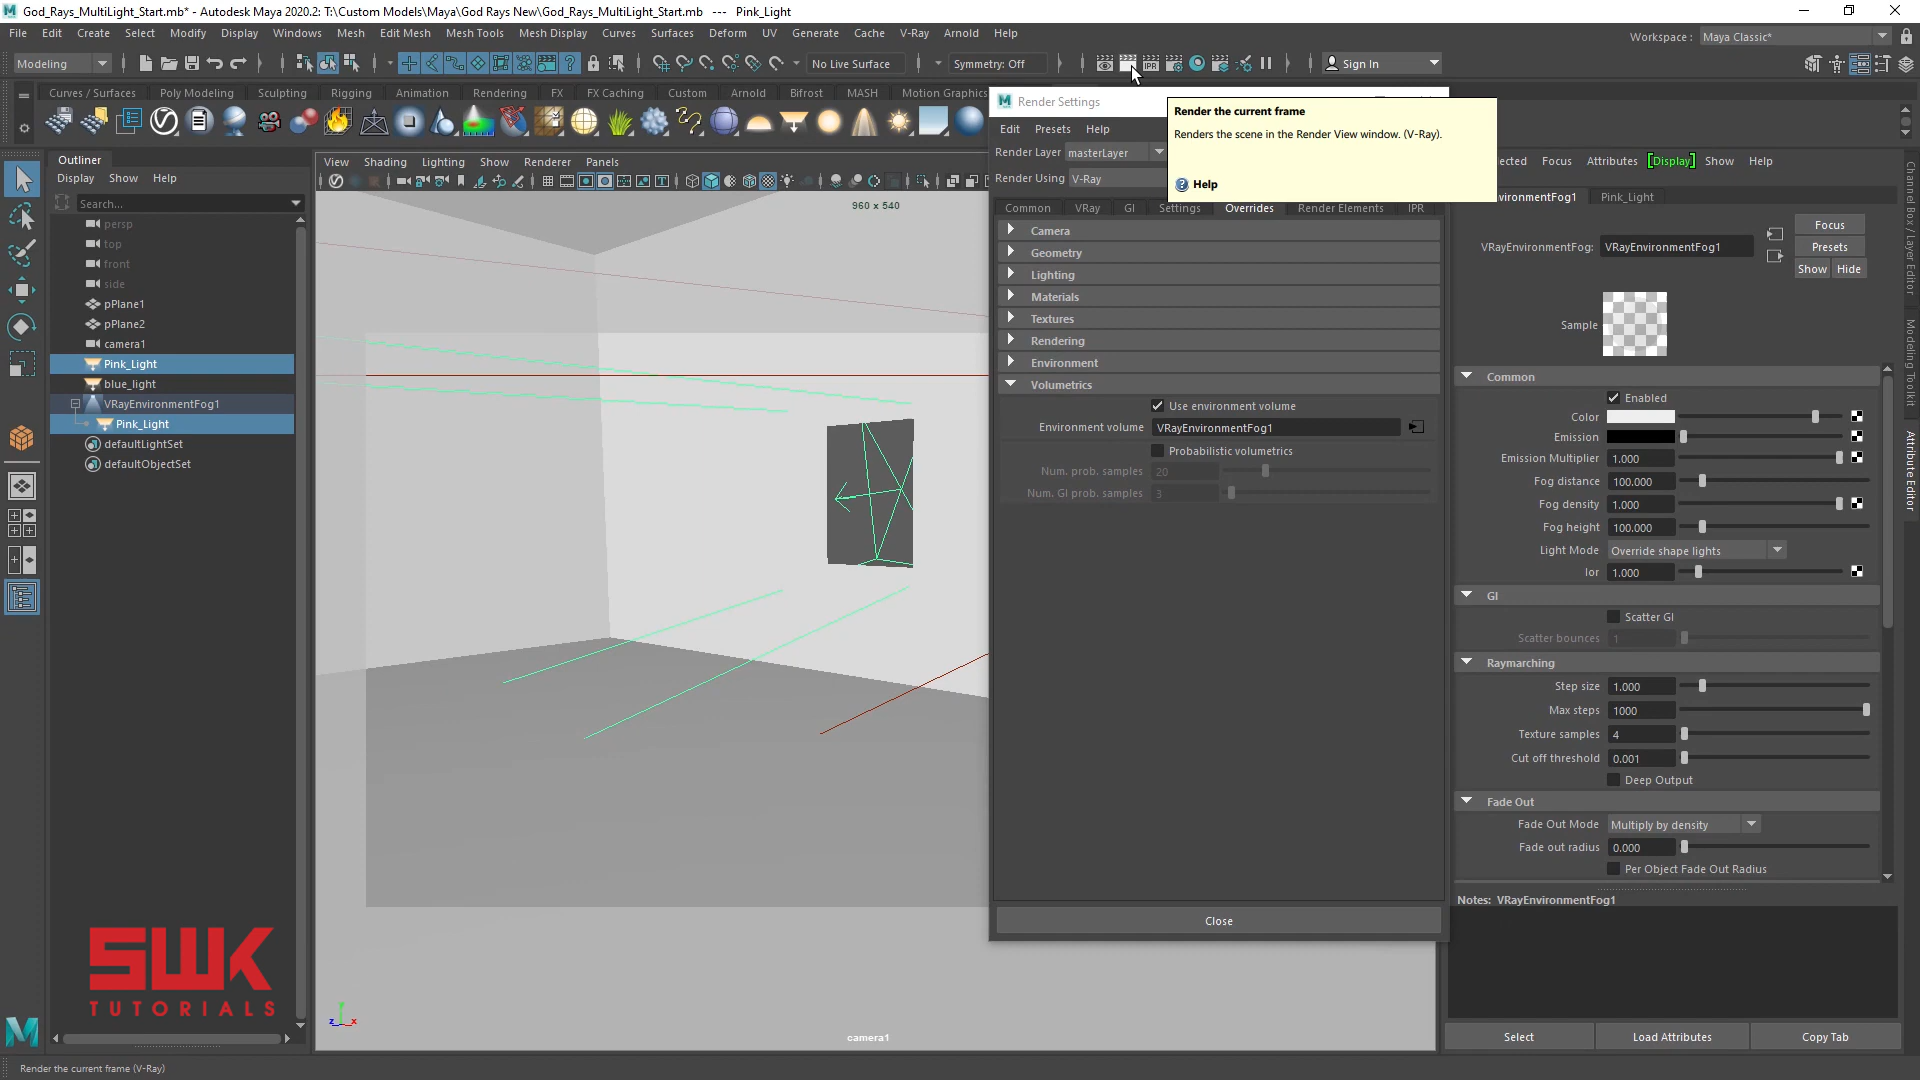 God_Rays_MultiLight_Start.mb* - Autodesk Maya 2020.2: T:\Custom Models\Maya\God Rays New\God_Rays_MultiLight_Start.mb --- Pink_Light
File Edit Create Select Modify Display Windows Mesh Edit Mesh Mesh Tools Mesh Display Curves Surfaces Deform UV Generate Cache V-Ray Arnold Help
Workspace : Maya Classic*
Modeling No Live Surface Symmetry: Off IPR Sign In
Curves / Surfaces Poly Modeling Sculpting Rigging Animation Rendering FX FX Caching Custom Arnold Bifrost MASH Motion Graphics
Render Settings
Render the current frame
Renders the scene in the Render View window. (V-Ray).
Help
Edit Presets Help
Render Layer masterLayer
Render Using V-Ray
Common VRay GI Settings Overrides Render Elements IPR
Camera
Geometry
Lighting
Materials
Textures
Rendering
Environment
Volumetrics
Use environment volume
Environment volume VRayEnvironmentFog1
Probabilistic volumetrics
Num. prob. samples 20
Num. GI prob. samples 3
Close
Outliner
Display Show Help
Search...
persp
top
front
side
pPlane1
pPlane2
camera1
Pink_Light
blue_light
VRayEnvironmentFog1
Pink_Light
defaultLightSet
defaultObjectSet
View Shading Lighting Show Renderer Panels
960 x 540
z x
camera1
SWK
TUTORIALS
Render the current frame (V-Ray)
Focus Attributes [Display] Show Help
Pink_Light
VRayEnvironmentFog: VRayEnvironmentFog1
Focus
Presets
Show Hide
Sample
Common
Enabled
Color
Emission
Emission Multiplier 1.000
Fog distance 100.000
Fog density 1.000
Fog height 100.000
Light Mode Override shape lights
Ior 1.000
GI
Scatter GI
Scatter bounces 1
Raymarching
Step size 1.000
Max steps 1000
Texture samples 4
Cut off threshold 0.001
Deep Output
Fade Out
Fade Out Mode Multiply by density
Fade out radius 0.000
Per Object Fade Out Radius
Notes: VRayEnvironmentFog1
Select Load Attributes Copy Tab
Channel Box / Layer Editor
Modeling Toolkit
Attribute Editor